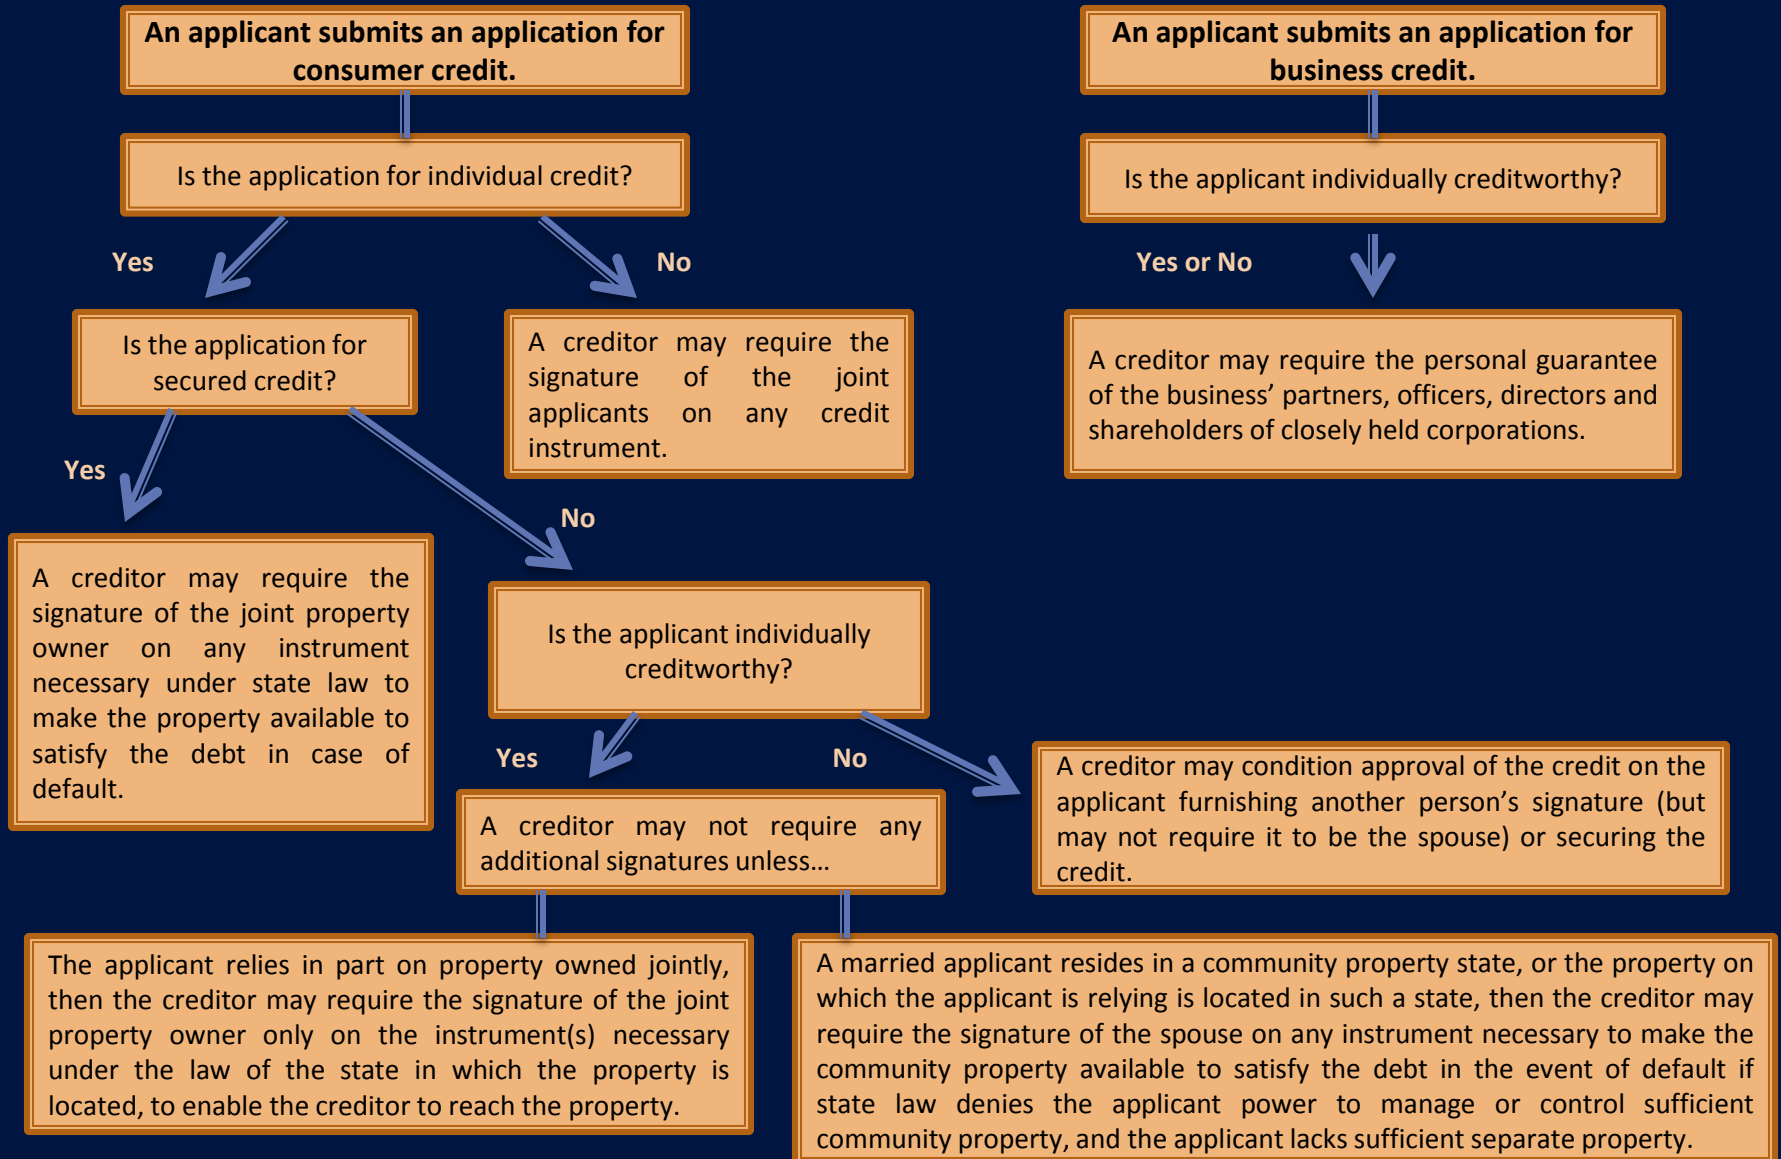 An applicant submits an application for
consumer credit.
Is the application for individual credit?
Yes
No
Is the application for
secured credit?
A creditor may require the
signature of the joint
applicants on any credit
instrument.
Yes
No
A creditor may require the
signature of the joint property
owner on any instrument
necessary under state law to
make the property available to
satisfy the debt in case of
default.
Is the applicant individually
creditworthy?
Yes
No
A creditor may not require any
additional signatures unless…
A creditor may condition approval of the credit on the
applicant furnishing another person’s signature (but
may not require it to be the spouse) or securing the
credit.
The applicant relies in part on property owned jointly,
then the creditor may require the signature of the joint
property owner only on the instrument(s) necessary
under the law of the state in which the property is
located, to enable the creditor to reach the property.
A married applicant resides in a community property state, or the property on
which the applicant is relying is located in such a state, then the creditor may
require the signature of the spouse on any instrument necessary to make the
community property available to satisfy the debt in the event of default if
state law denies the applicant power to manage or control sufficient
community property, and the applicant lacks sufficient separate property.
An applicant submits an application for
business credit.
Is the applicant individually creditworthy?
Yes or No
A creditor may require the personal guarantee
of the business’ partners, officers, directors and
shareholders of closely held corporations.